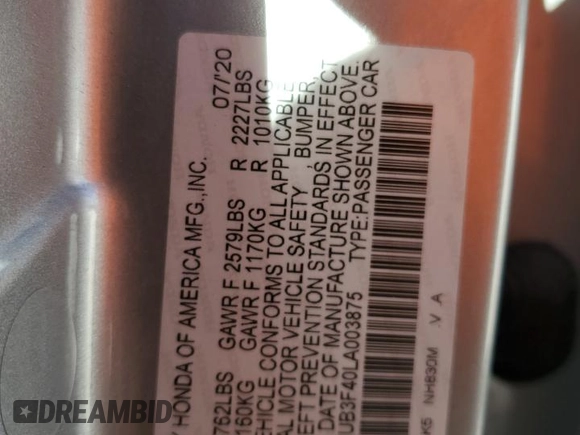 Y HONDA OF AMERICA MFG., INC. 07/'20
762LBS GAWR F 2579LBS R 2227LBS
160KG GAWR F 1170KG R 1010KG
EHICLE CONFORMS TO ALL APPLICABLE
AL MOTOR VEHICLE SAFETY , BUMPER,
EFT PREVENTION STANDARDS IN EFFECT
DATE OF MANUFACTURE SHOWN ABOVE.
UB3F40LA003875 TYPE:PASSENGER CAR
K5 NH830M .V .A
DREAMBID